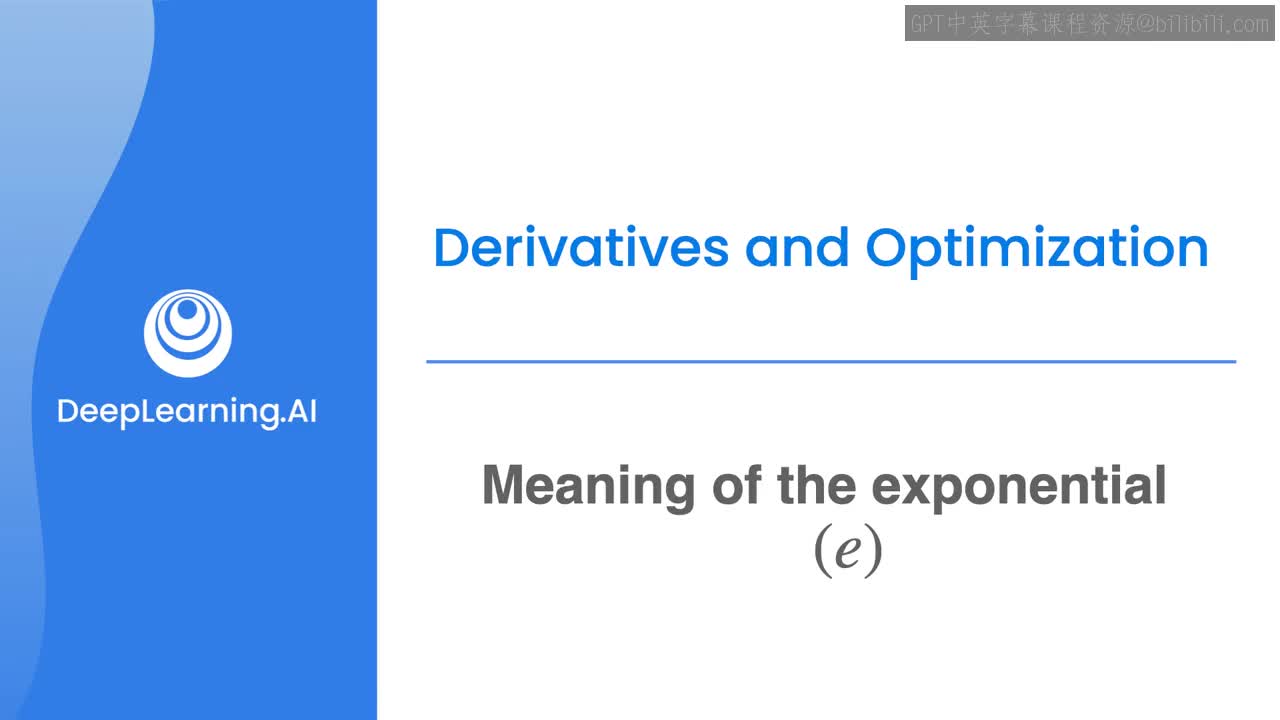 GPT中英字幕课程资源@bilibili.com
Derivatives and Optimization
DeepLearning.AI
Meaning of the exponential
(e)